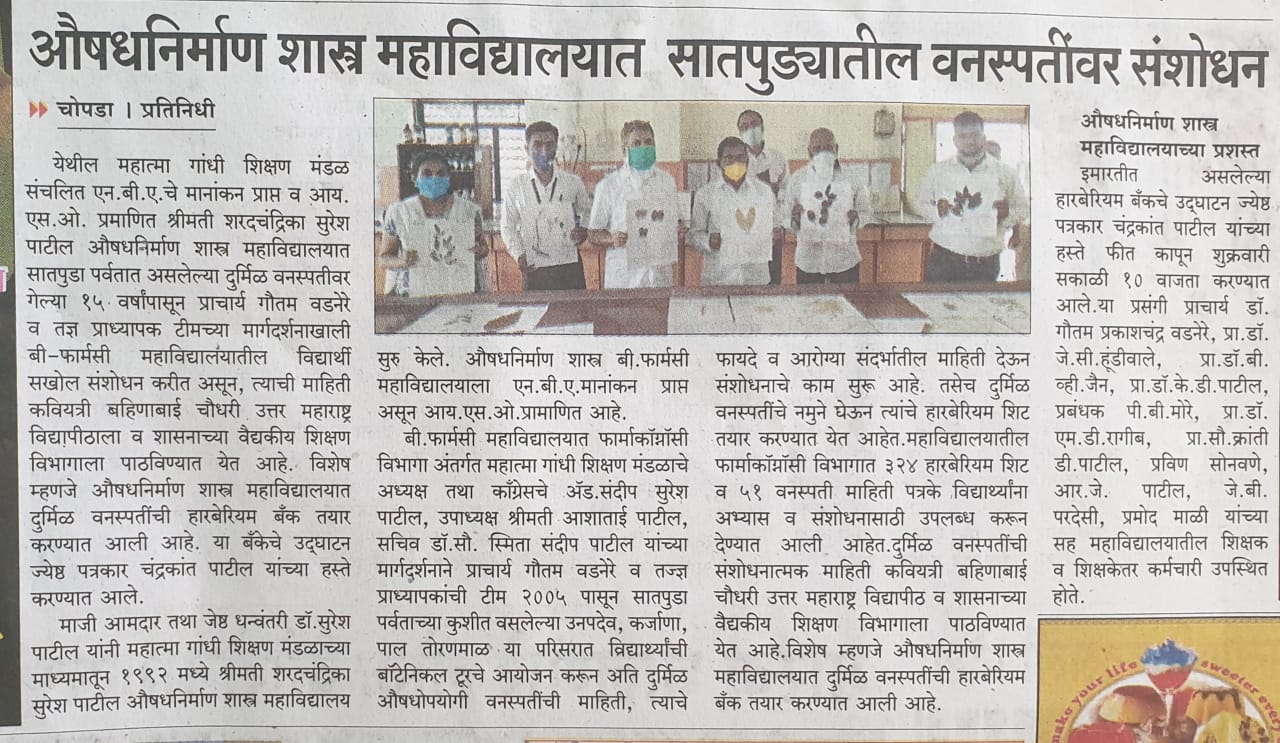 औषधनिर्माण शास्त्र महाविद्यालयात सातपुड्यातील वनस्पतींवर संशोधन
चोपडा । प्रतिनिधी
येथील महात्मा गांधी शिक्षण मंडळ
संचलित एन.बी.ए.चे मानांकन प्राप्त व आय.
एस.ओ. प्रमाणित श्रीमती शरदचंद्रिका सुरेश
पाटील औषधनिर्माण शास्त्र महाविद्यालयात
सातपुडा पर्वतात असलेल्या दुर्मिळ वनस्पतीवर
गेल्या १५ वर्षांपासून प्राचार्य गौतम वडनेरे
व तज्ञ प्राध्यापक टीमच्या मार्गदर्शनाखाली
बी-फार्मसी महाविद्यालयातील विद्यार्थी
सखोल संशोधन करीत असून, त्याची माहिती
कवियत्री बहिणाबाई चौधरी उत्तर महाराष्ट्र
विद्यापीठाला व शासनाच्या वैद्यकीय शिक्षण
विभागाला पाठविण्यात येत आहे. विशेष
म्हणजे औषधनिर्माण शास्त्र महाविद्यालयात
दुर्मिळ वनस्पतींची हारबेरियम बँक तयार
करण्यात आली आहे. या बँकेचे उद्घाटन
ज्येष्ठ पत्रकार चंद्रकांत पाटील यांच्या हस्ते
करण्यात आले.
माजी आमदार तथा जेष्ठ धन्वंतरी डॉ.सुरेश
पाटील यांनी महात्मा गांधी शिक्षण मंडळाच्या
माध्यमातून १९९२ मध्ये श्रीमती शरदचंद्रिका
सुरेश पाटील औषधनिर्माण शास्त्र महाविद्यालय
सुरु केले. औषधनिर्माण शास्त्र बी.फार्मसी
महाविद्यालयाला एन.बी.ए.मानांकन प्राप्त
असून आय.एस.ओ.प्रामाणित आहे.
बी.फार्मसी महाविद्यालयात फार्माकॉग्रॉसी
विभागा अंतर्गत महात्मा गांधी शिक्षण मंडळाचे
अध्यक्ष तथा काँग्रेसचे अॅड.संदीप सुरेश
पाटील, उपाध्यक्ष श्रीमती आशाताई पाटील,
सचिव डॉ.सौ. स्मिता संदीप पाटील यांच्या
मार्गदर्शनाने प्राचार्य गौतम वडनेरे व तज्ज्ञ
प्राध्यापकांची टीम २००५ पासून सातपुडा
पर्वताच्या कुशीत वसलेल्या उनपदेव, कर्जाणा,
पाल तोरणमाळ या परिसरात विद्यार्थ्यांची
बॉटेनिकल टूरचे आयोजन करून अति दुर्मिळ
औषधोपयोगी वनस्पतींची माहिती, त्याचे
फायदे व आरोग्या संदर्भातील माहिती देऊन
संशोधनाचे काम सुरू आहे. तसेच दुर्मिळ
वनस्पतींचे नमुने घेऊन त्यांचे हारबेरियम शिट
तयार करण्यात येत आहेत.महाविद्यालयातील
फार्माकॉग्रॉसी विभागात ३२४ हारबेरियम शिट
व ५१ वनस्पती माहिती पत्रके विद्यार्थ्यांना
अभ्यास व संशोधनासाठी उपलब्ध करून
देण्यात आली आहेत.दुर्मिळ वनस्पतींची
संशोधनात्मक माहिती कवियत्री बहिणाबाई
चौधरी उत्तर महाराष्ट्र विद्यापीठ व शासनाच्या
वैद्यकीय शिक्षण विभागाला पाठविण्यात
येत आहे.विशेष म्हणजे औषधनिर्माण शास्त्र
महाविद्यालयात दुर्मिळ वनस्पतींची हारबेरियम
बँक तयार करण्यात आली आहे.
औषधनिर्माण शास्त्र
महाविद्यालयाच्या प्रशस्त
इमारतीत असलेल्या
हारबेरियम बँकचे उद्घाटन ज्येष्ठ
पत्रकार चंद्रकांत पाटील यांच्या
हस्ते फीत कापून शुक्रवारी
सकाळी १० वाजता करण्यात
आले.या प्रसंगी प्राचार्य डॉ.
गौतम प्रकाशचंद्र वडनेरे, प्रा.डॉ.
जे.सी.हूंडीवाले, प्रा.डॉ.बी.
व्ही.जैन, प्रा.डॉ.के.डी.पाटील,
प्रबंधक पी.बी.मोरे, प्रा.डॉ.
एम.डी.रागीब, प्रा.सौ.क्रांती
डी.पाटील, प्रविण सोनवणे,
आर.जे. पाटील, जे.बी.
परदेसी, प्रमोद माळी यांच्या
सह महाविद्यालयातील शिक्षक
व शिक्षकेतर कर्मचारी उपस्थित
होते.
make your life sweeter